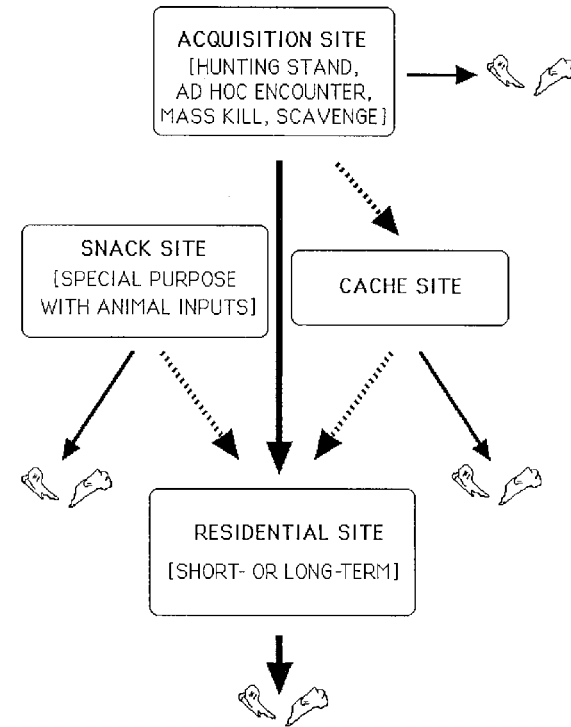 ACQUISITION SITE
[HUNTING STAND,
AD HOC ENCOUNTER,
MASS KILL, SCAVENGE]
SNACK SITE
[SPECIAL PURPOSE
WITH ANIMAL INPUTS]
CACHE SITE
RESIDENTIAL SITE
[SHORT- OR LONG-TERM]